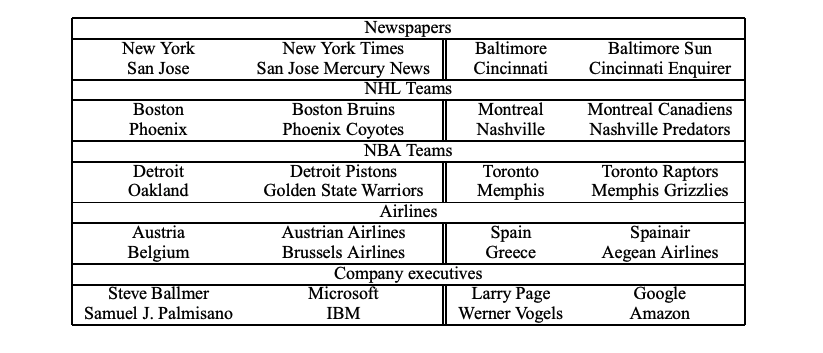 Newspapers
New York New York Times Baltimore Baltimore Sun
San Jose San Jose Mercury News Cincinnati Cincinnati Enquirer
NHL Teams
Boston Boston Bruins Montreal Montreal Canadiens
Phoenix Phoenix Coyotes Nashville Nashville Predators
NBA Teams
Detroit Detroit Pistons Toronto Toronto Raptors
Oakland Golden State Warriors Memphis Memphis Grizzlies
Airlines
Austria Austrian Airlines Spain Spainair
Belgium Brussels Airlines Greece Aegean Airlines
Company executives
Steve Ballmer Microsoft Larry Page Google
Samuel J. Palmisano IBM Werner Vogels Amazon